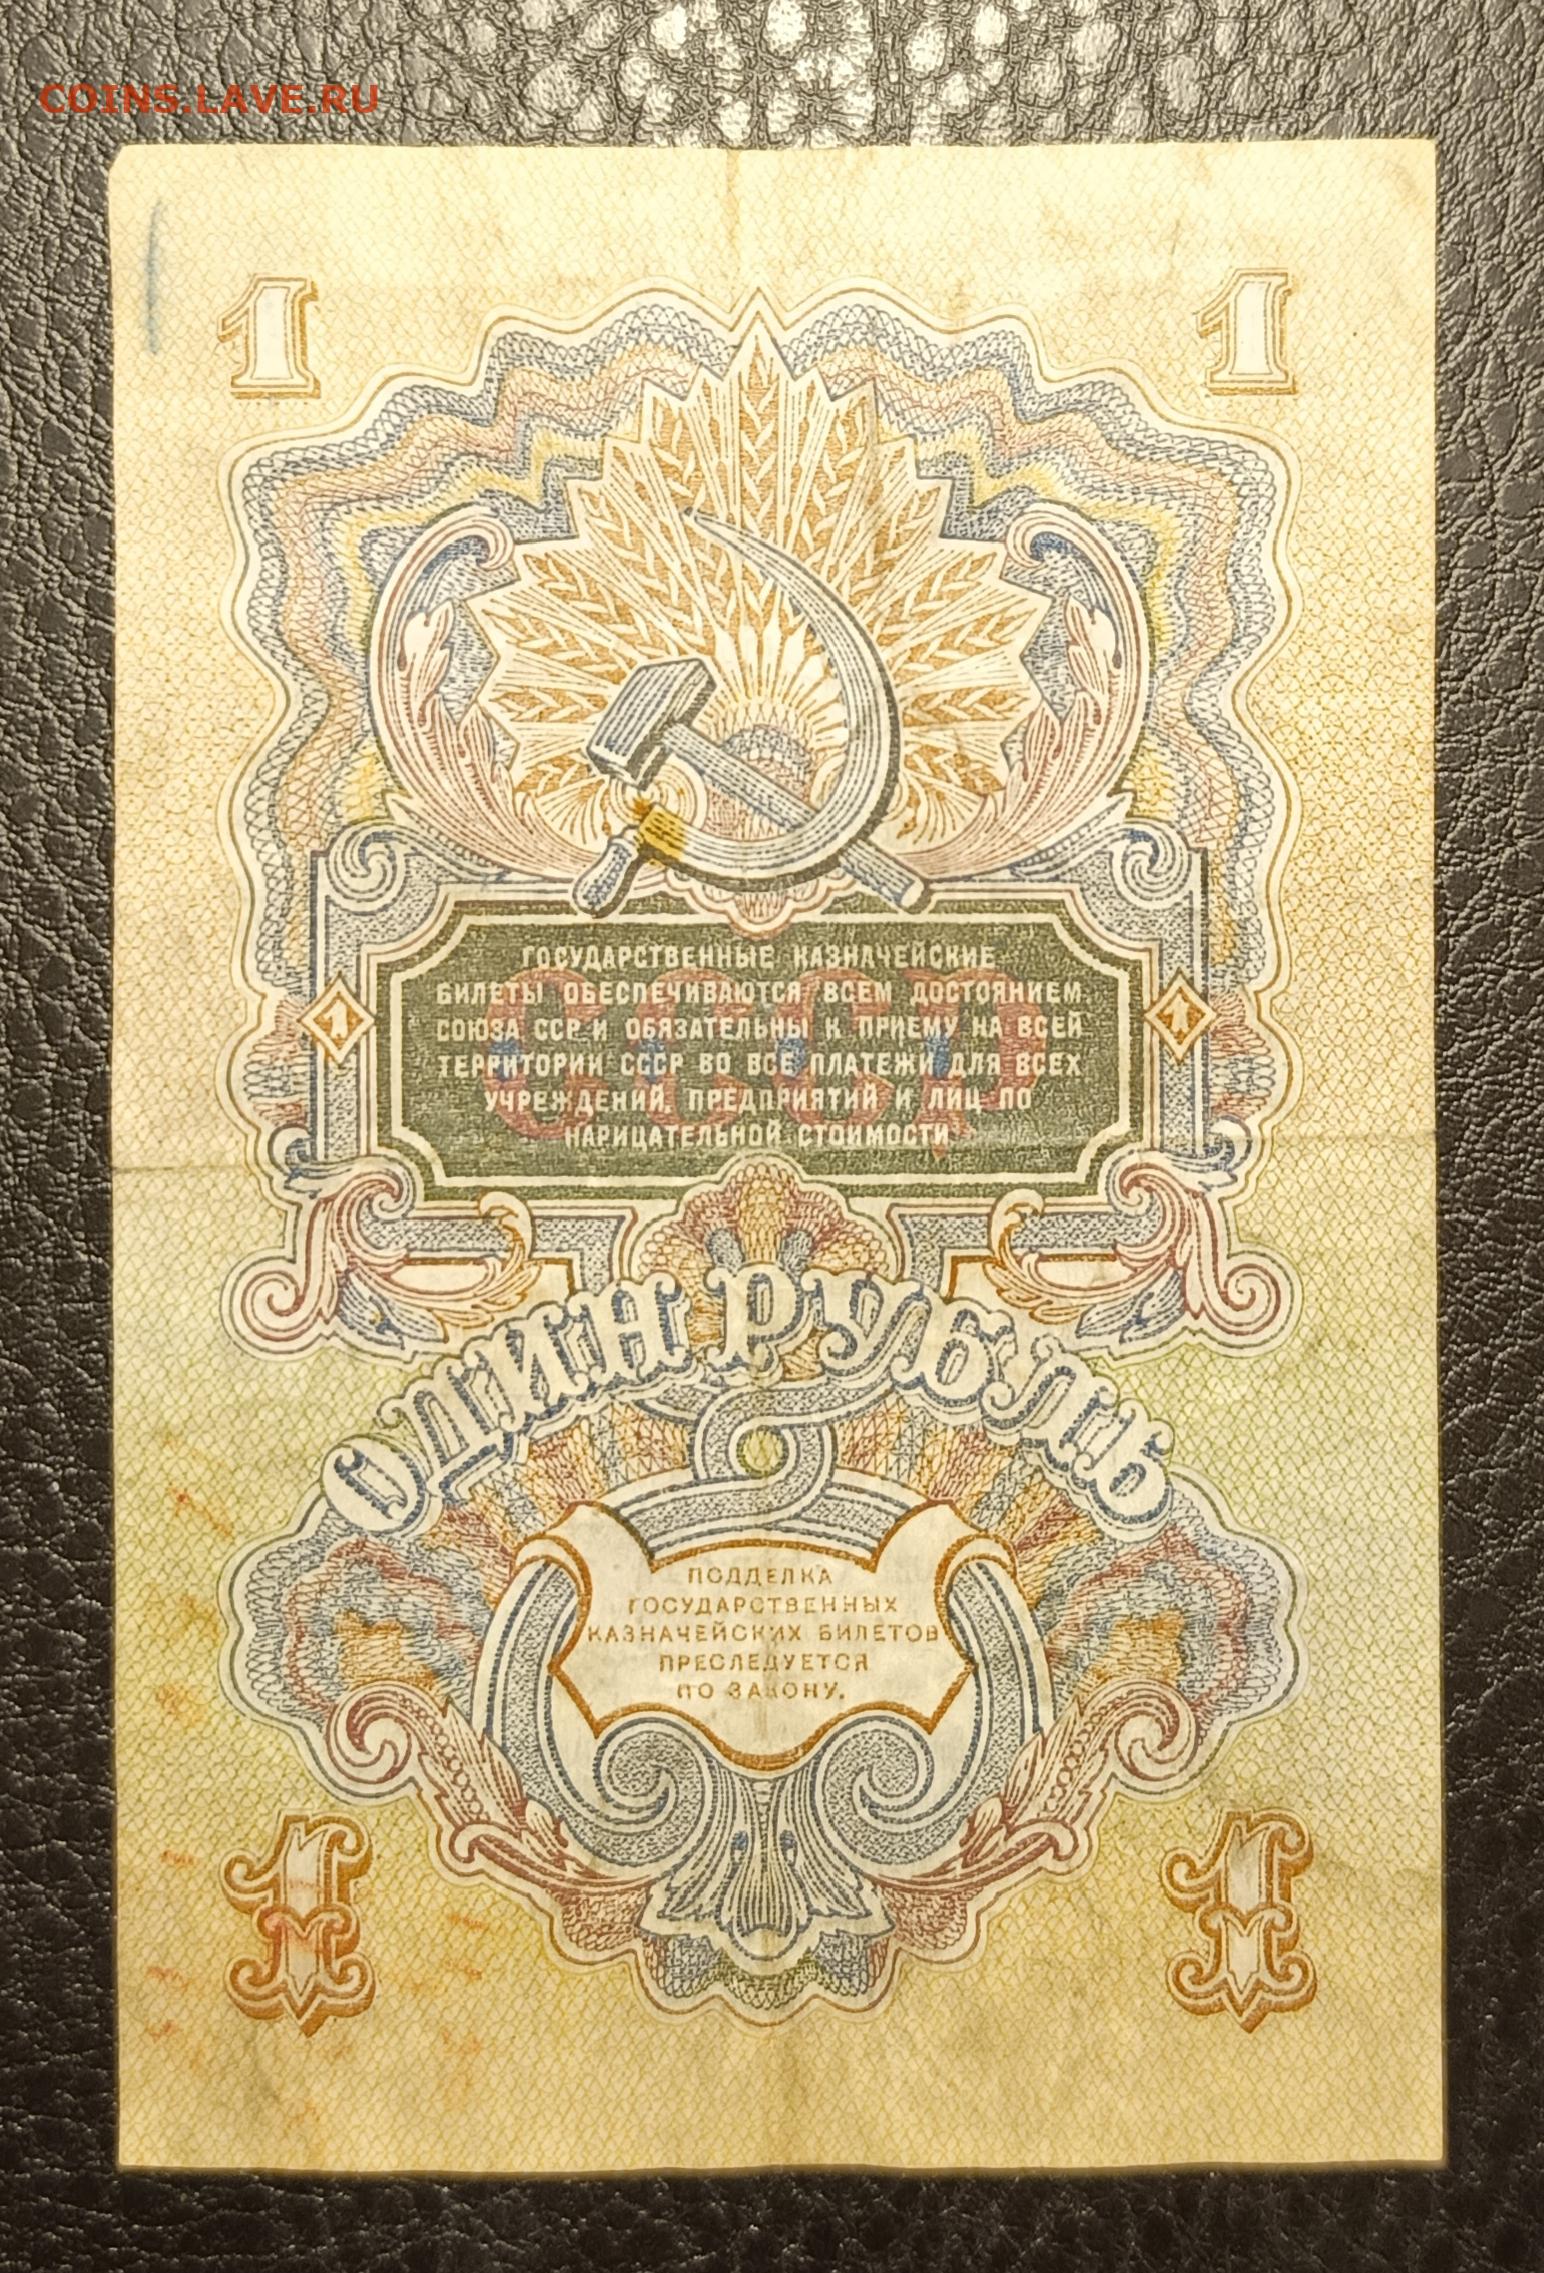 COINS.LAVE.RU
1 1
ГОСУДАРСТВЕННЫЕ КАЗНАЧЕЙСКИЕ
БИЛЕТЫ ОБЕСПЕЧИВАЮТСЯ ВСЕМ ДОСТОЯНИЕМ
СОЮЗА ССР И ОБЯЗАТЕЛЬНЫ К ПРИЕМУ НА ВСЕЙ
ТЕРРИТОРИИ СССР ВО ВСЕ ПЛАТЕЖИ ДЛЯ ВСЕХ
УЧРЕЖДЕНИЙ, ПРЕДПРИЯТИЙ И ЛИЦ ПО
НАРИЦАТЕЛЬНОЙ СТОИМОСТИ
СССР
1 1
ОДИН РУБЛЬ
ПОДДЕЛКА
ГОСУДАРСТВЕННЫХ
КАЗНАЧЕЙСКИХ БИЛЕТОВ
ПРЕСЛЕДУЕТСЯ
ПО ЗАКОНУ.
1 1